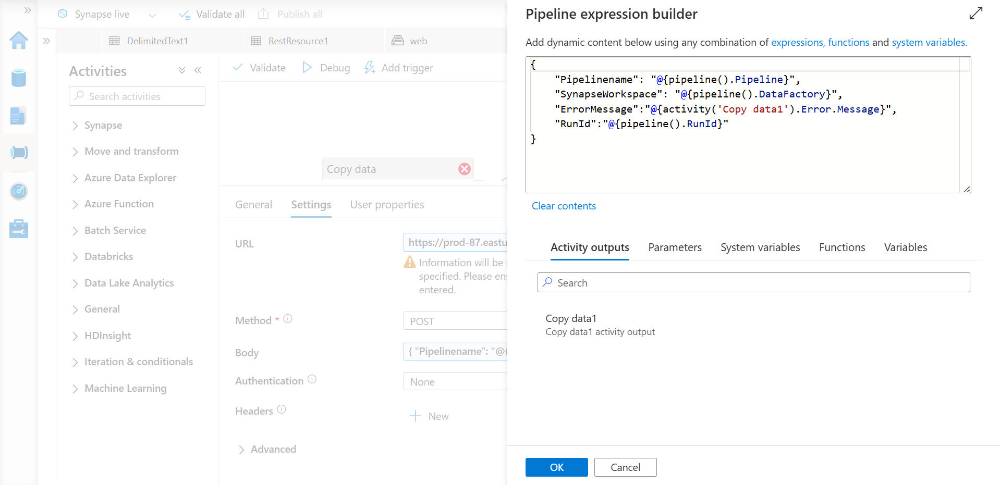 Synapse live
Validate all
Publish all
DelimitedText1
RestResource1
web
Activities
Search activities
Synapse
Move and transform
Azure Data Explorer
Azure Function
Batch Service
Databricks
Data Lake Analytics
General
HDInsight
Iteration & conditionals
Machine Learning
Validate
Debug
Add trigger
Copy data
General
Settings
User properties
URL
https://prod-87.eastu
Information will be
specified. Please ens
entered.
Method *
POST
Body
{ "Pipelinename": "@{
Authentication
None
Headers
New
Advanced
Pipeline expression builder
Add dynamic content below using any combination of expressions, functions and system variables.
{
    "Pipelinename": "@{pipeline().Pipeline}",
    "SynapseWorkspace": "@{pipeline().DataFactory}",
    "ErrorMessage":"@{activity('Copy data1').Error.Message}",
    "RunId":"@{pipeline().RunId}"
}
Clear contents
Activity outputs
Parameters
System variables
Functions
Variables
Search
Copy data1
Copy data1 activity output
OK
Cancel